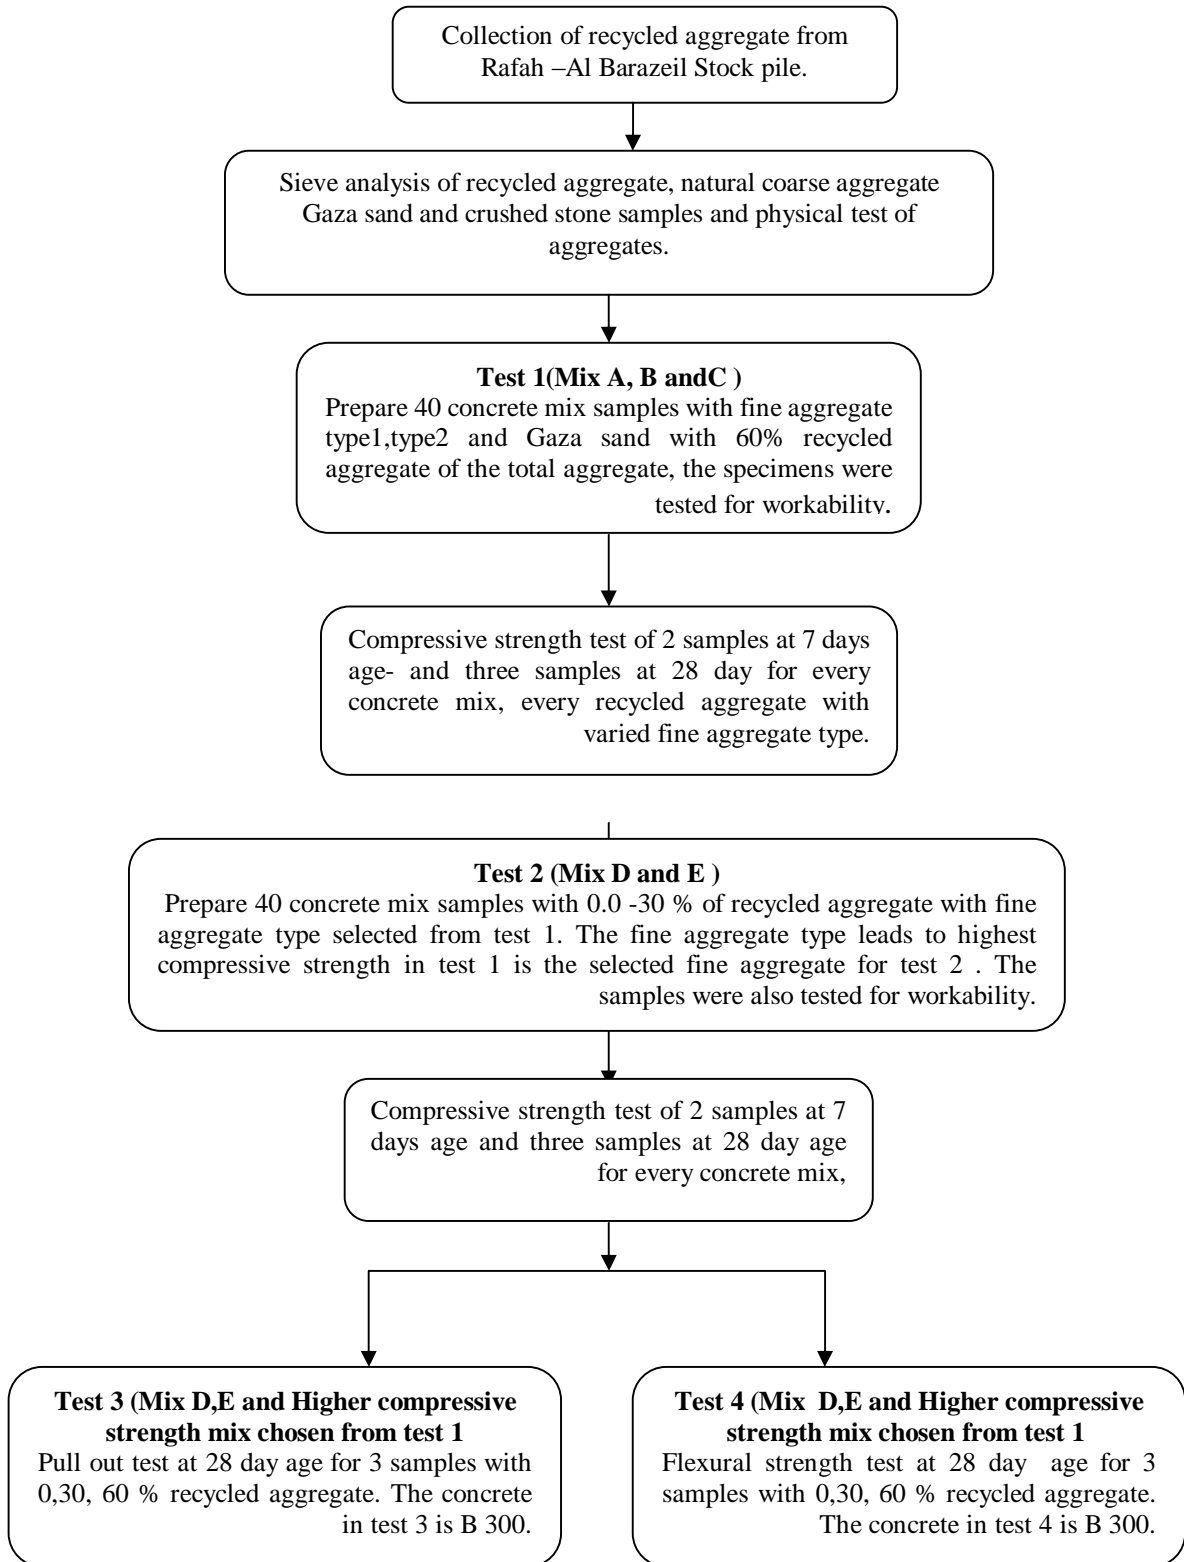 Collection of recycled aggregate from
Rafah –Al Barazeil Stock pile.
Sieve analysis of recycled aggregate, natural coarse aggregate
Gaza sand and crushed stone samples and physical test of
aggregates.
Test 1(Mix A, B andC )
Prepare 40 concrete mix samples with fine aggregate
type1,type2 and Gaza sand with 60% recycled
aggregate of the total aggregate, the specimens were
tested for workability.
Compressive strength test of 2 samples at 7 days
age- and three samples at 28 day for every
concrete mix, every recycled aggregate with
varied fine aggregate type.
Test 2 (Mix D and E )
Prepare 40 concrete mix samples with 0.0 -30 % of recycled aggregate with fine
aggregate type selected from test 1. The fine aggregate type leads to highest
compressive strength in test 1 is the selected fine aggregate for test 2 . The
samples were also tested for workability.
Compressive strength test of 2 samples at 7
days age and three samples at 28 day age
for every concrete mix,
Test 3 (Mix D,E and Higher compressive
strength mix chosen from test 1
Pull out test at 28 day age for 3 samples with
0,30, 60 % recycled aggregate. The concrete
in test 3 is B 300.
Test 4 (Mix D,E and Higher compressive
strength mix chosen from test 1
Flexural strength test at 28 day age for 3
samples with 0,30, 60 % recycled aggregate.
The concrete in test 4 is B 300.